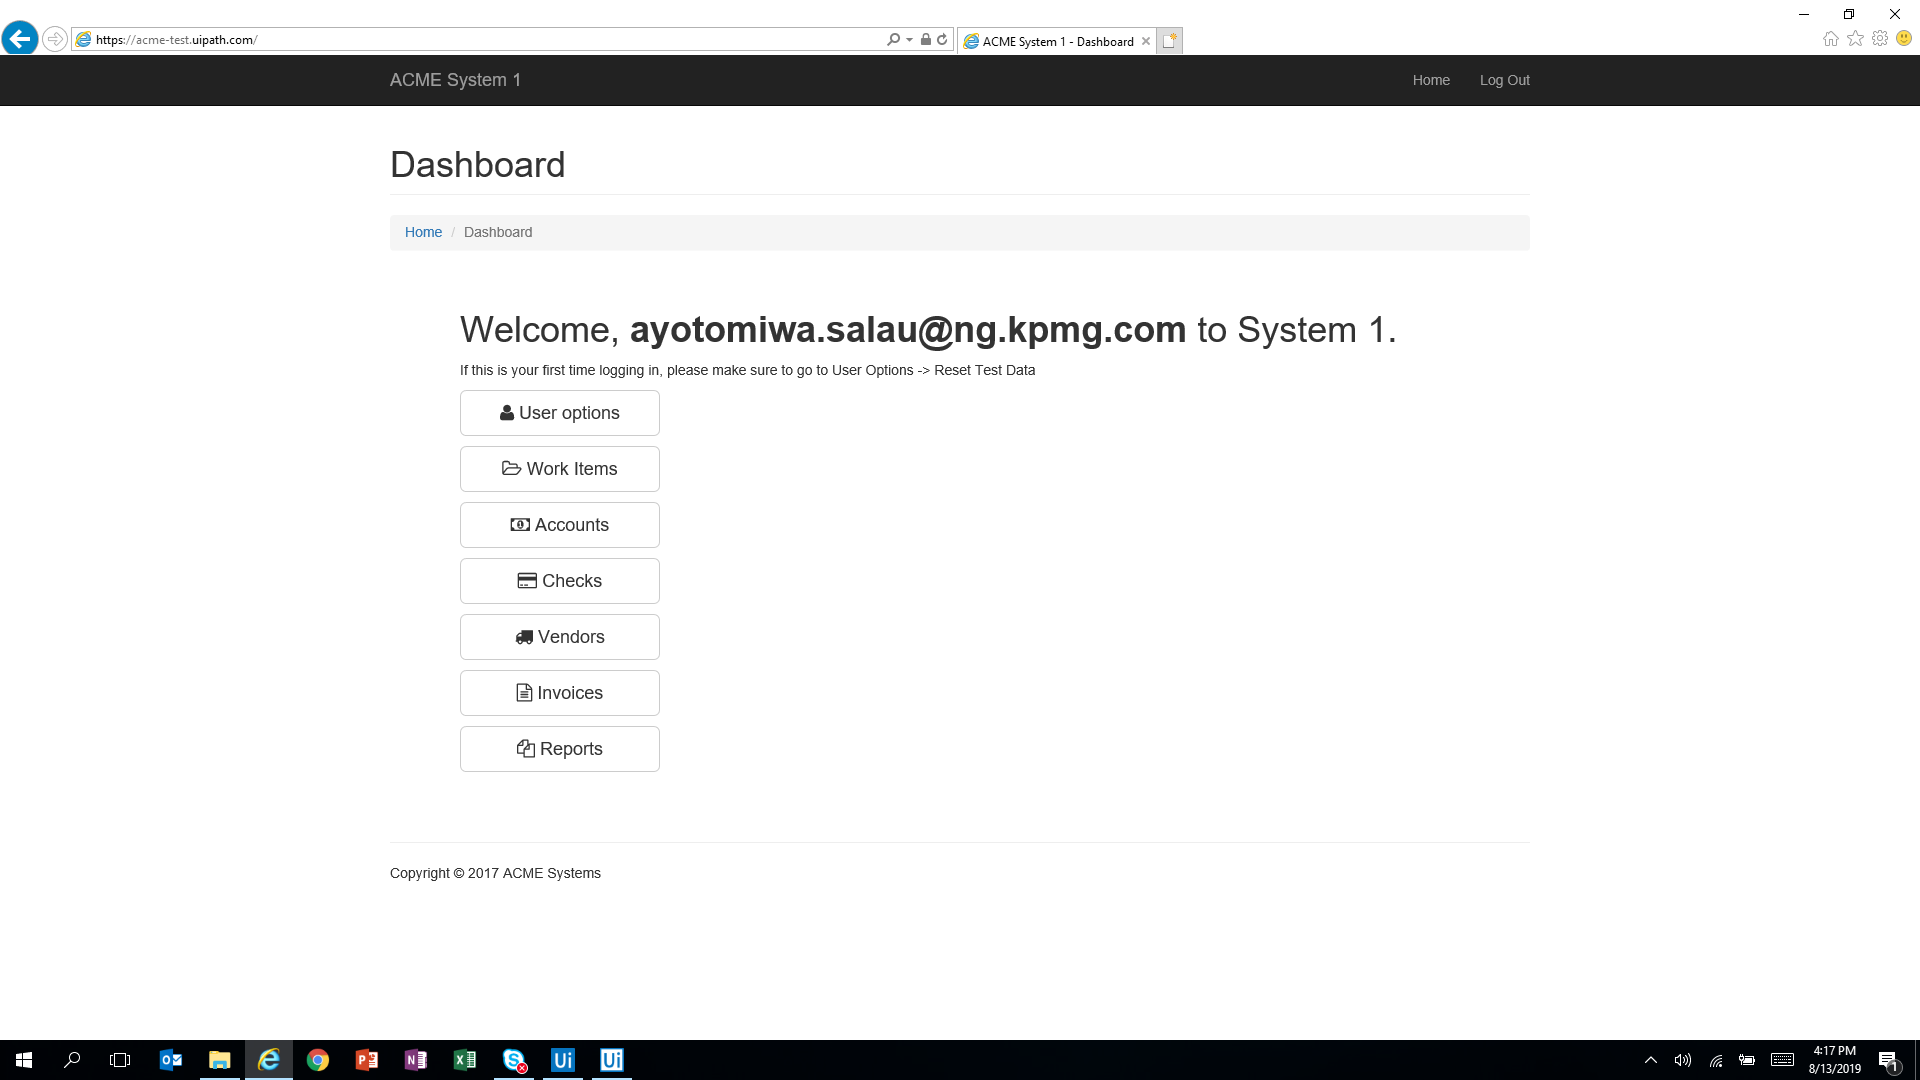 https://acme-test.uipath.com/
ACME System 1 - Dashboard
ACME System 1
Home
Log Out
Dashboard
Home / Dashboard
Welcome, ayotomiwa.salau@ng.kpmg.com to System 1.
If this is your first time logging in, please make sure to go to User Options -> Reset Test Data
User options
Work Items
Accounts
Checks
Vendors
Invoices
Reports
Copyright © 2017 ACME Systems
Ui
Ui
4:17 PM
8/13/2019
1